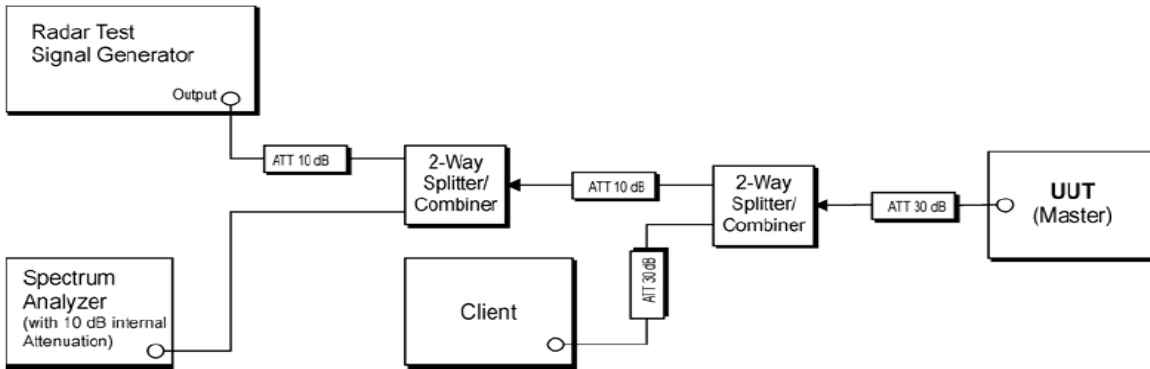 Radar Test
Signal Generator
Output
ATT 10 dB
2-Way
Splitter/
Combiner
ATT 10 dB
2-Way
Splitter/
Combiner
ATT 30 dB
UUT
(Master)
Spectrum
Analyzer
(with 10 dB internal
Attenuation)
Client
ATT 30 dB